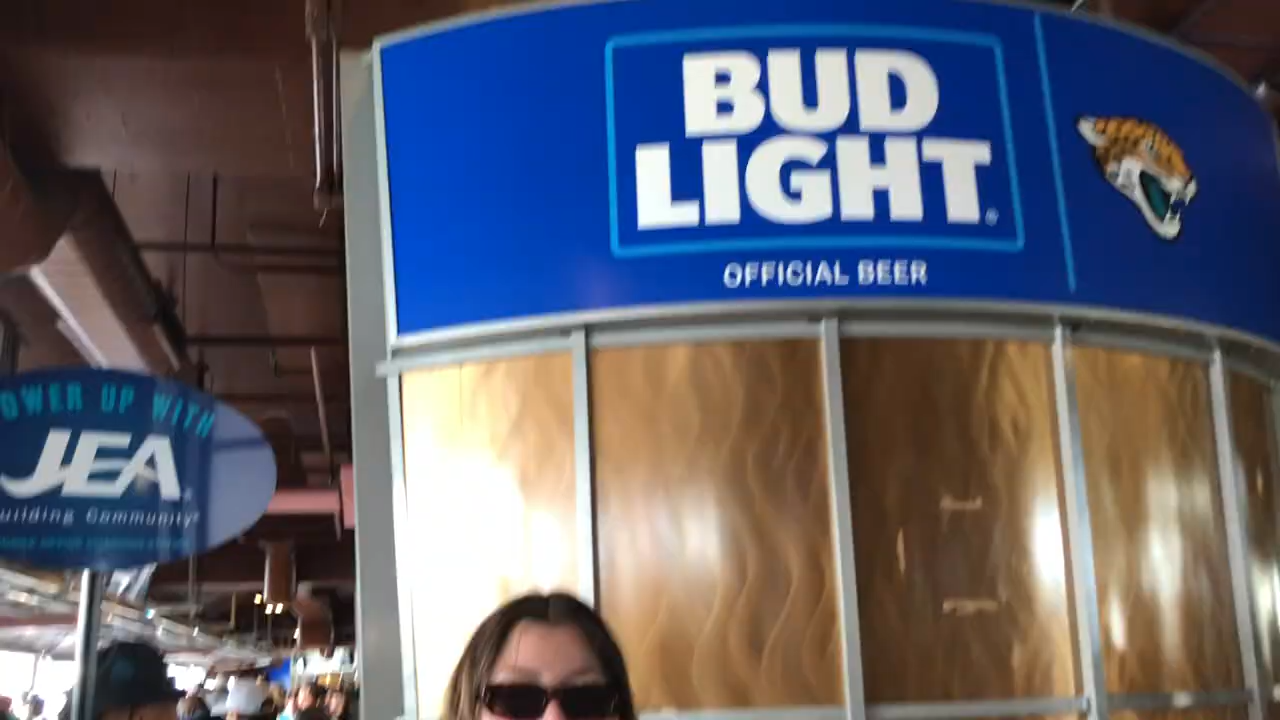 BUD
LIGHT
OFFICIAL BEER
OWER UP WITH
JEA
uilding Community